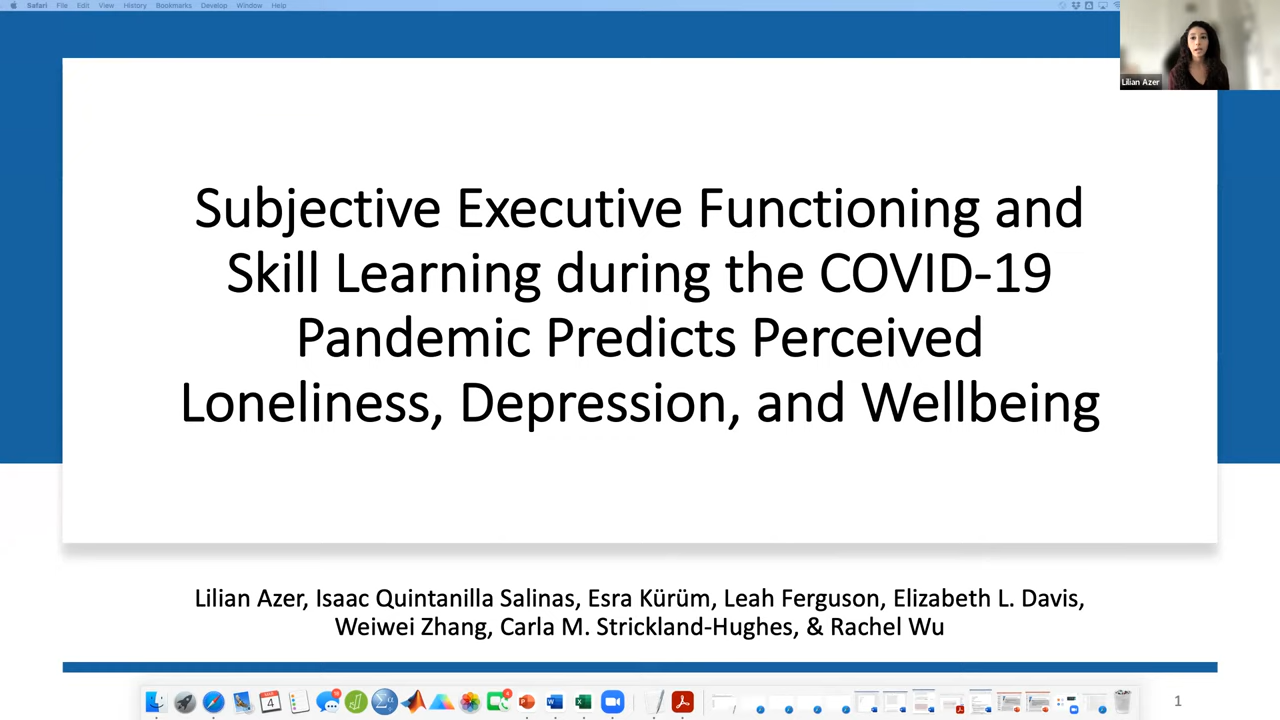 Safari File Edit View History Bookmarks Develop Window Help
Lilian Azer
Subjective Executive Functioning and
Skill Learning during the COVID-19
Pandemic Predicts Perceived
Loneliness, Depression, and Wellbeing
Lilian Azer, Isaac Quintanilla Salinas, Esra Kürüm, Leah Ferguson, Elizabeth L. Davis,
Weiwei Zhang, Carla M. Strickland-Hughes, & Rachel Wu
4
1